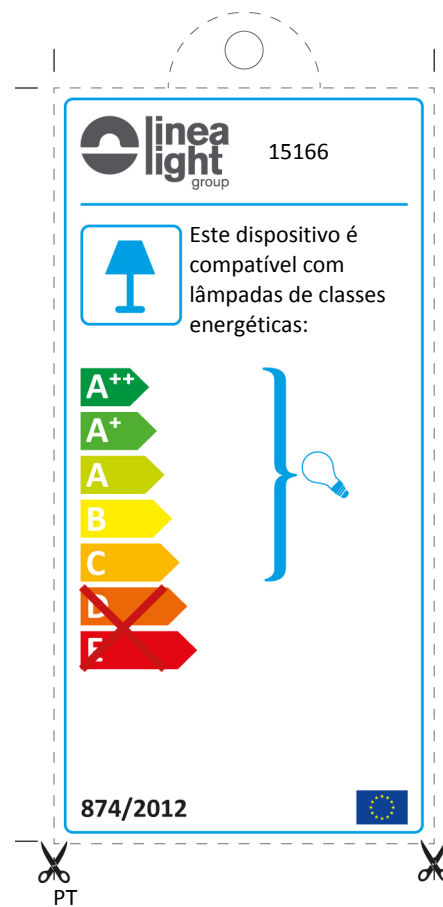 linea
light
group
15166
Este dispositivo é
compatível com
lâmpadas de classes
energéticas:
A++
A+
A
B
C
D
E
874/2012
PT